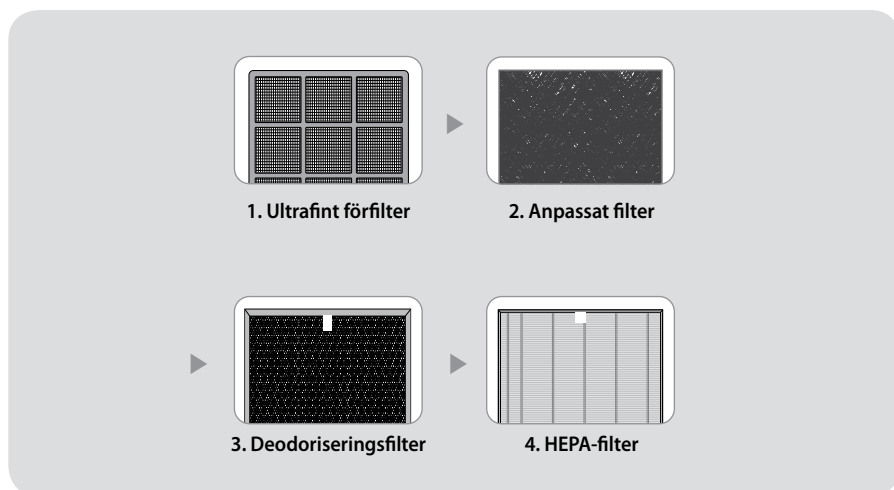 1. Ultrafint förfilter
2. Anpassat filter
3. Deodoriseringsfilter
4. HEPA-filter